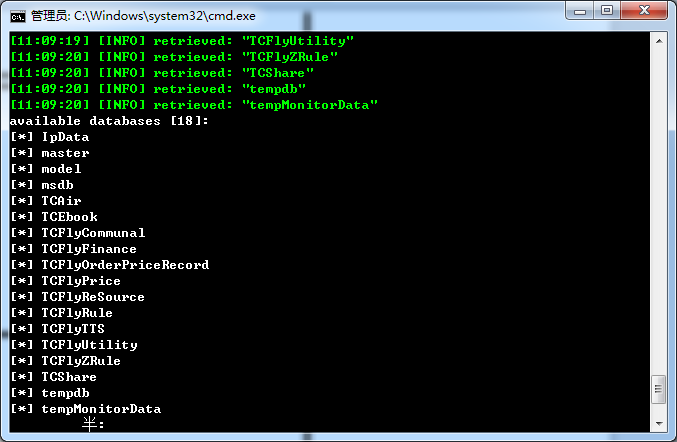 管理员: C:\Windows\system32\cmd.exe
[11:09:19] [INFO] retrieved: "TCFlyUtility"
[11:09:20] [INFO] retrieved: "TCFlyZRule"
[11:09:20] [INFO] retrieved: "TCShare"
[11:09:20] [INFO] retrieved: "tempdb"
[11:09:20] [INFO] retrieved: "tempMonitorData"
available databases [18]:
[*] IpData
[*] master
[*] model
[*] msdb
[*] TCAir
[*] TCEbook
[*] TCFlyCommunal
[*] TCFlyFinance
[*] TCFlyOrderPriceRecord
[*] TCFlyPrice
[*] TCFlyReSource
[*] TCFlyRule
[*] TCFlyTTS
[*] TCFlyUtility
[*] TCFlyZRule
[*] TCShare
[*] tempdb
[*] tempMonitorData
半: